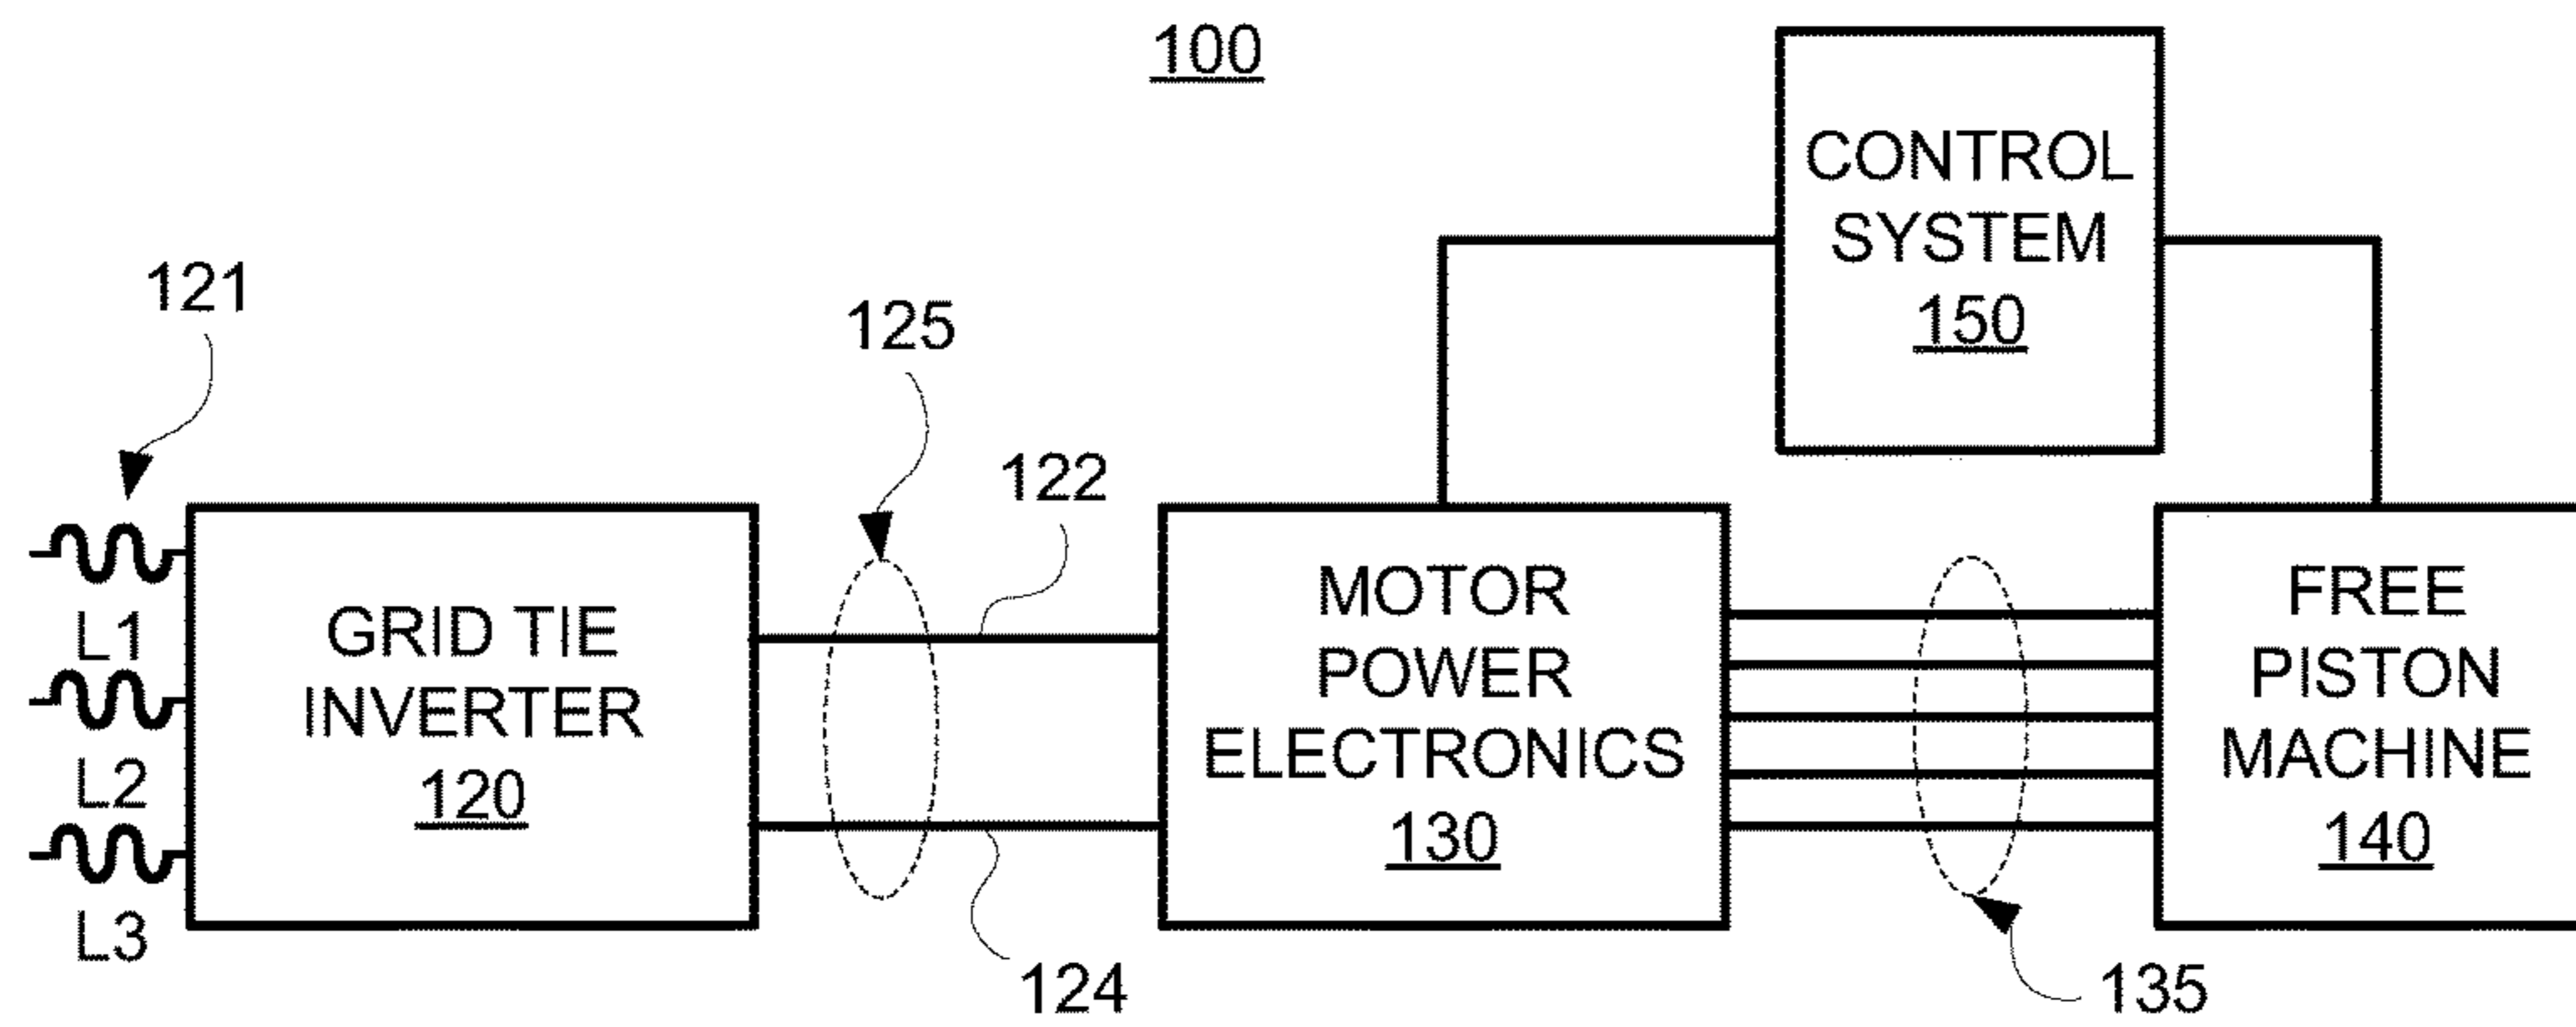 100
CONTROL
SYSTEM
150
121
125
122
L1
L2
L3
GRID TIE
INVERTER
120
MOTOR
POWER
ELECTRONICS
130
FREE
PISTON
MACHINE
140
124
135